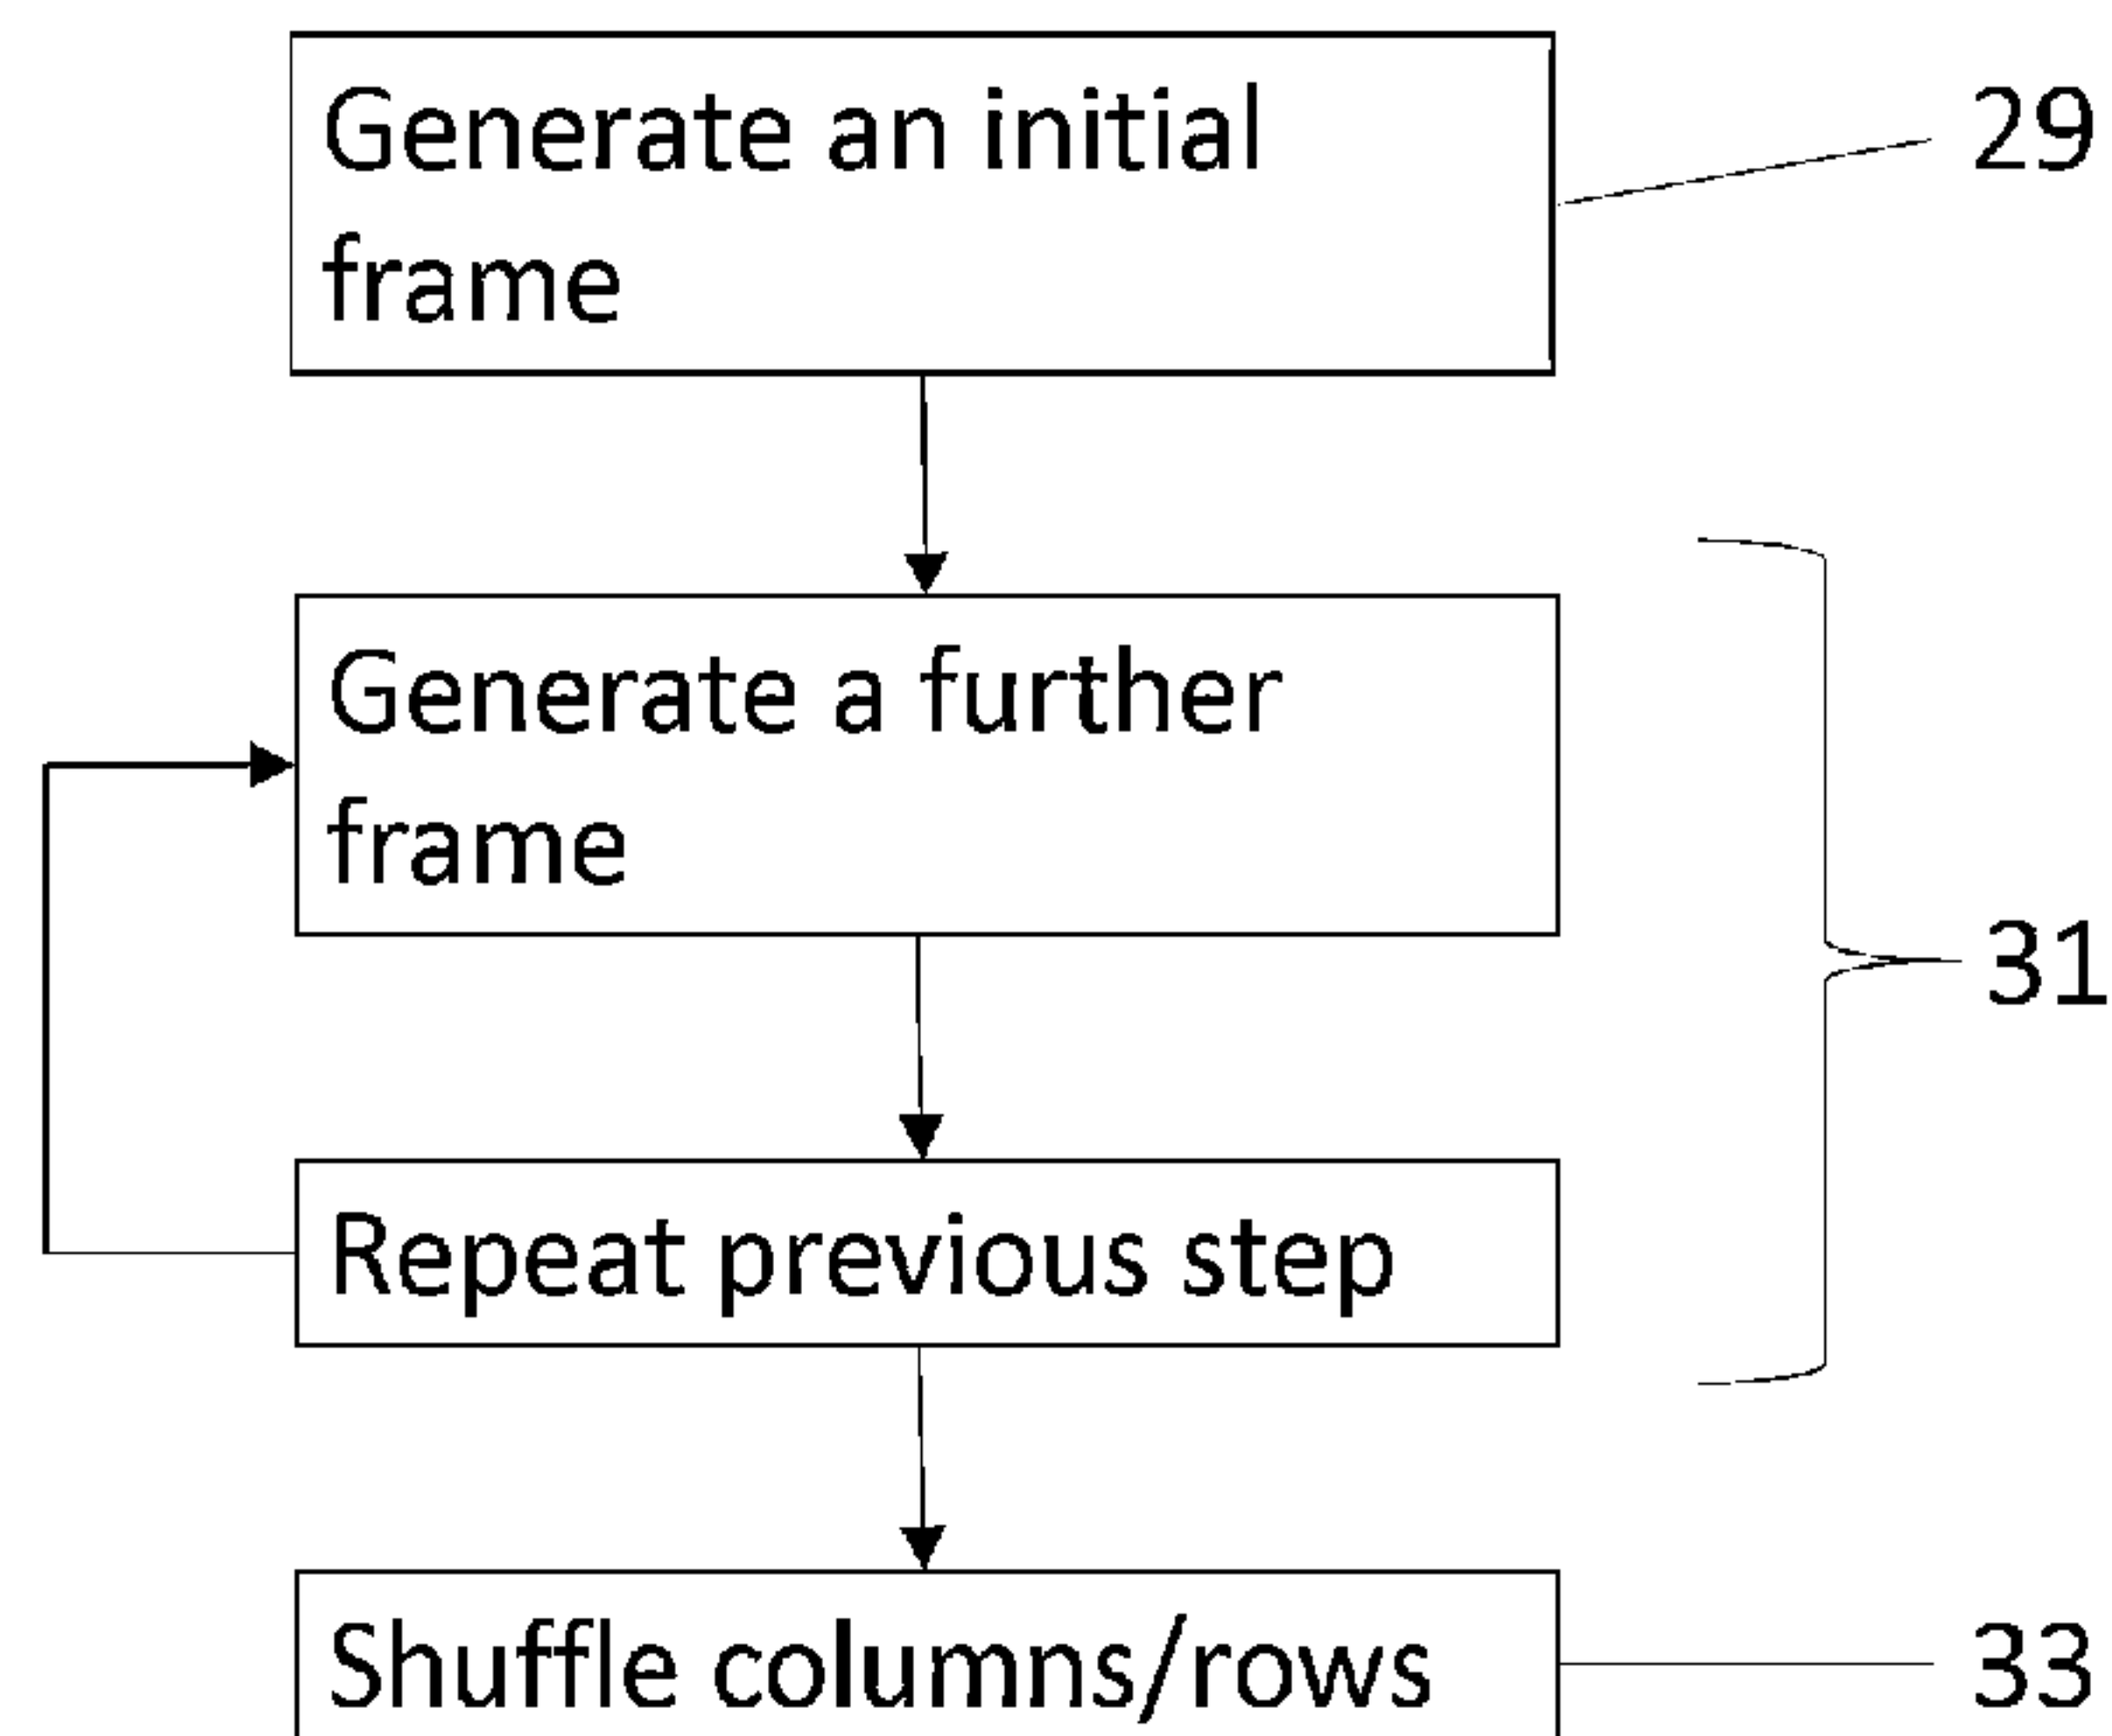 Generate an initial
frame
29
Generate a further
frame
31
Repeat previous step
Shuffle columns/rows
33